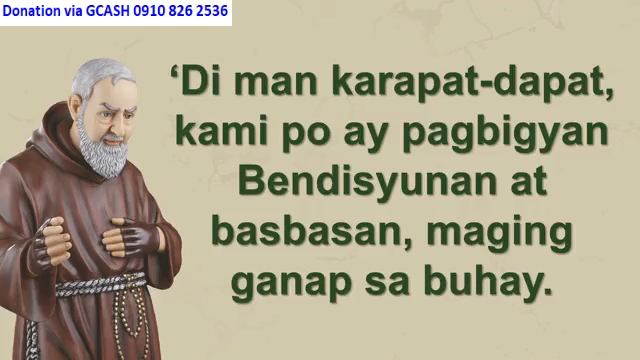 Donation via GCASH 0910 826 2536
‘Di man karapat-dapat,
kami po ay pagbigyan
Bendisyunan at
basbasan, maging
ganap sa buhay.